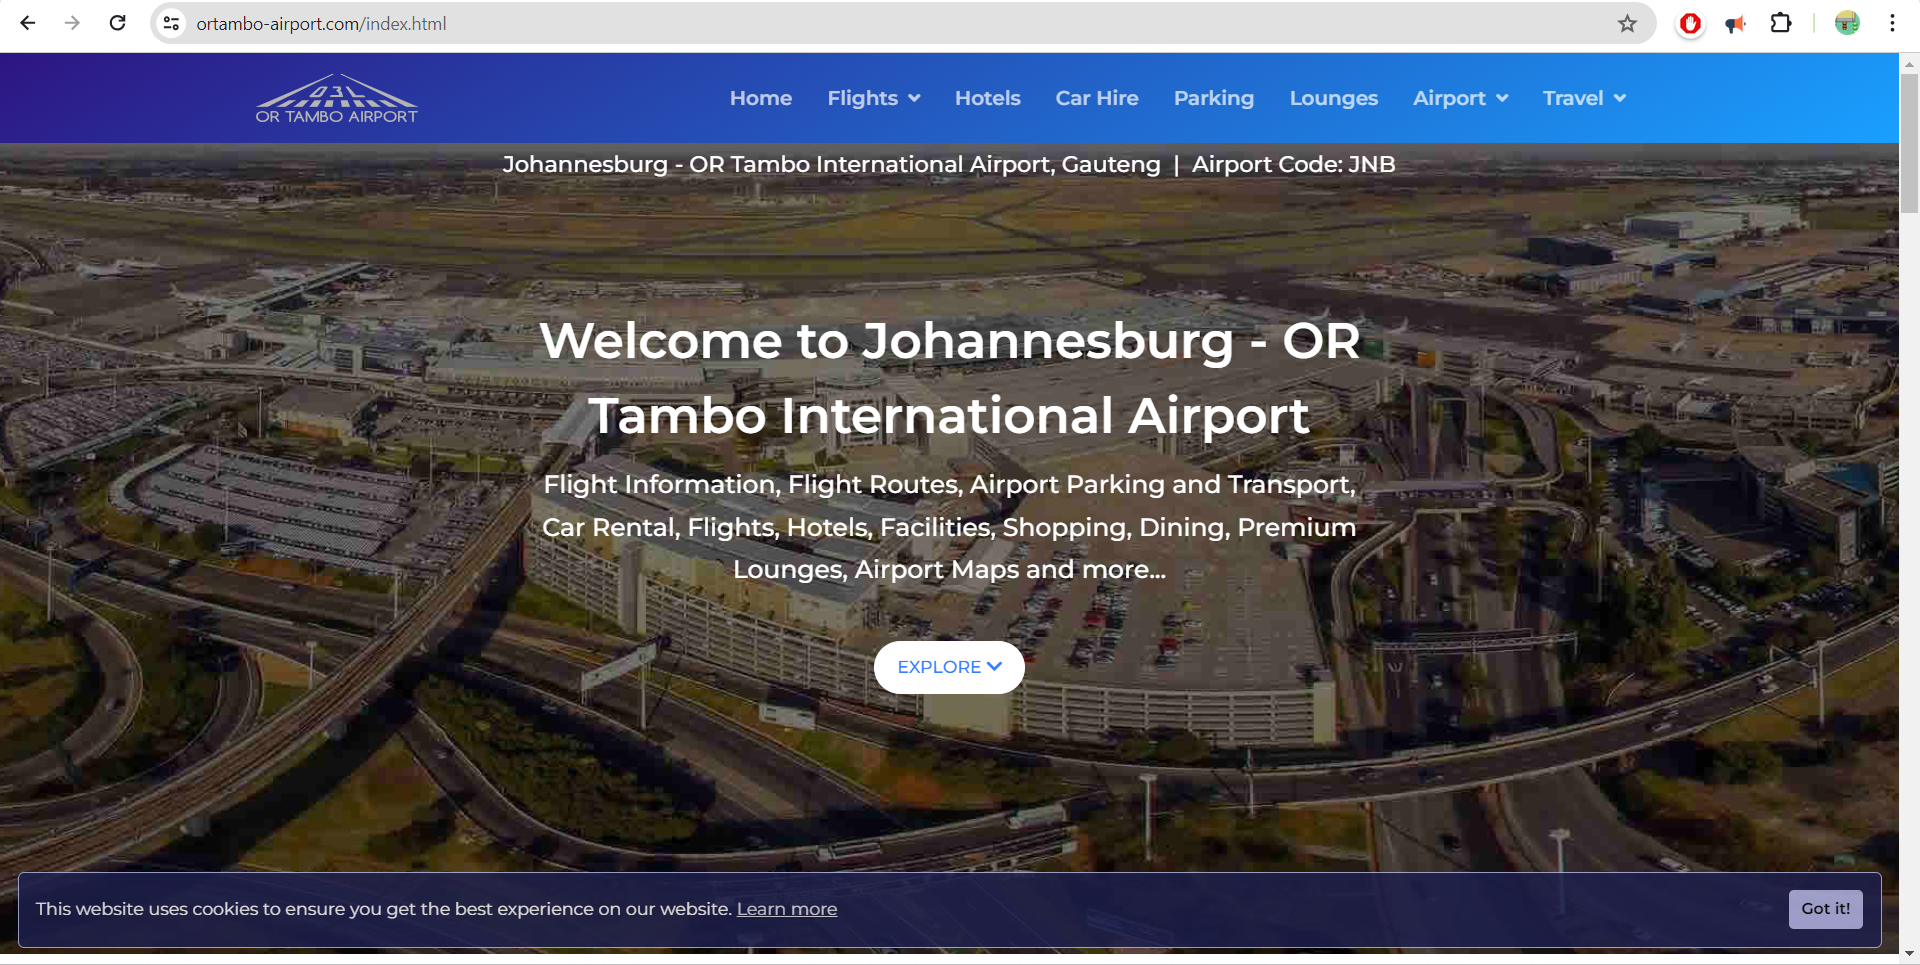 ortambo-airport.com/index.html
03L
OR TAMBO AIRPORT
Home Flights Hotels Car Hire Parking Lounges Airport Travel
Johannesburg - OR Tambo International Airport, Gauteng | Airport Code: JNB
Welcome to Johannesburg - OR
Tambo International Airport
Flight Information, Flight Routes, Airport Parking and Transport,
Car Rental, Flights, Hotels, Facilities, Shopping, Dining, Premium
Lounges, Airport Maps and more...
EXPLORE
This website uses cookies to ensure you get the best experience on our website. Learn more
Got it!